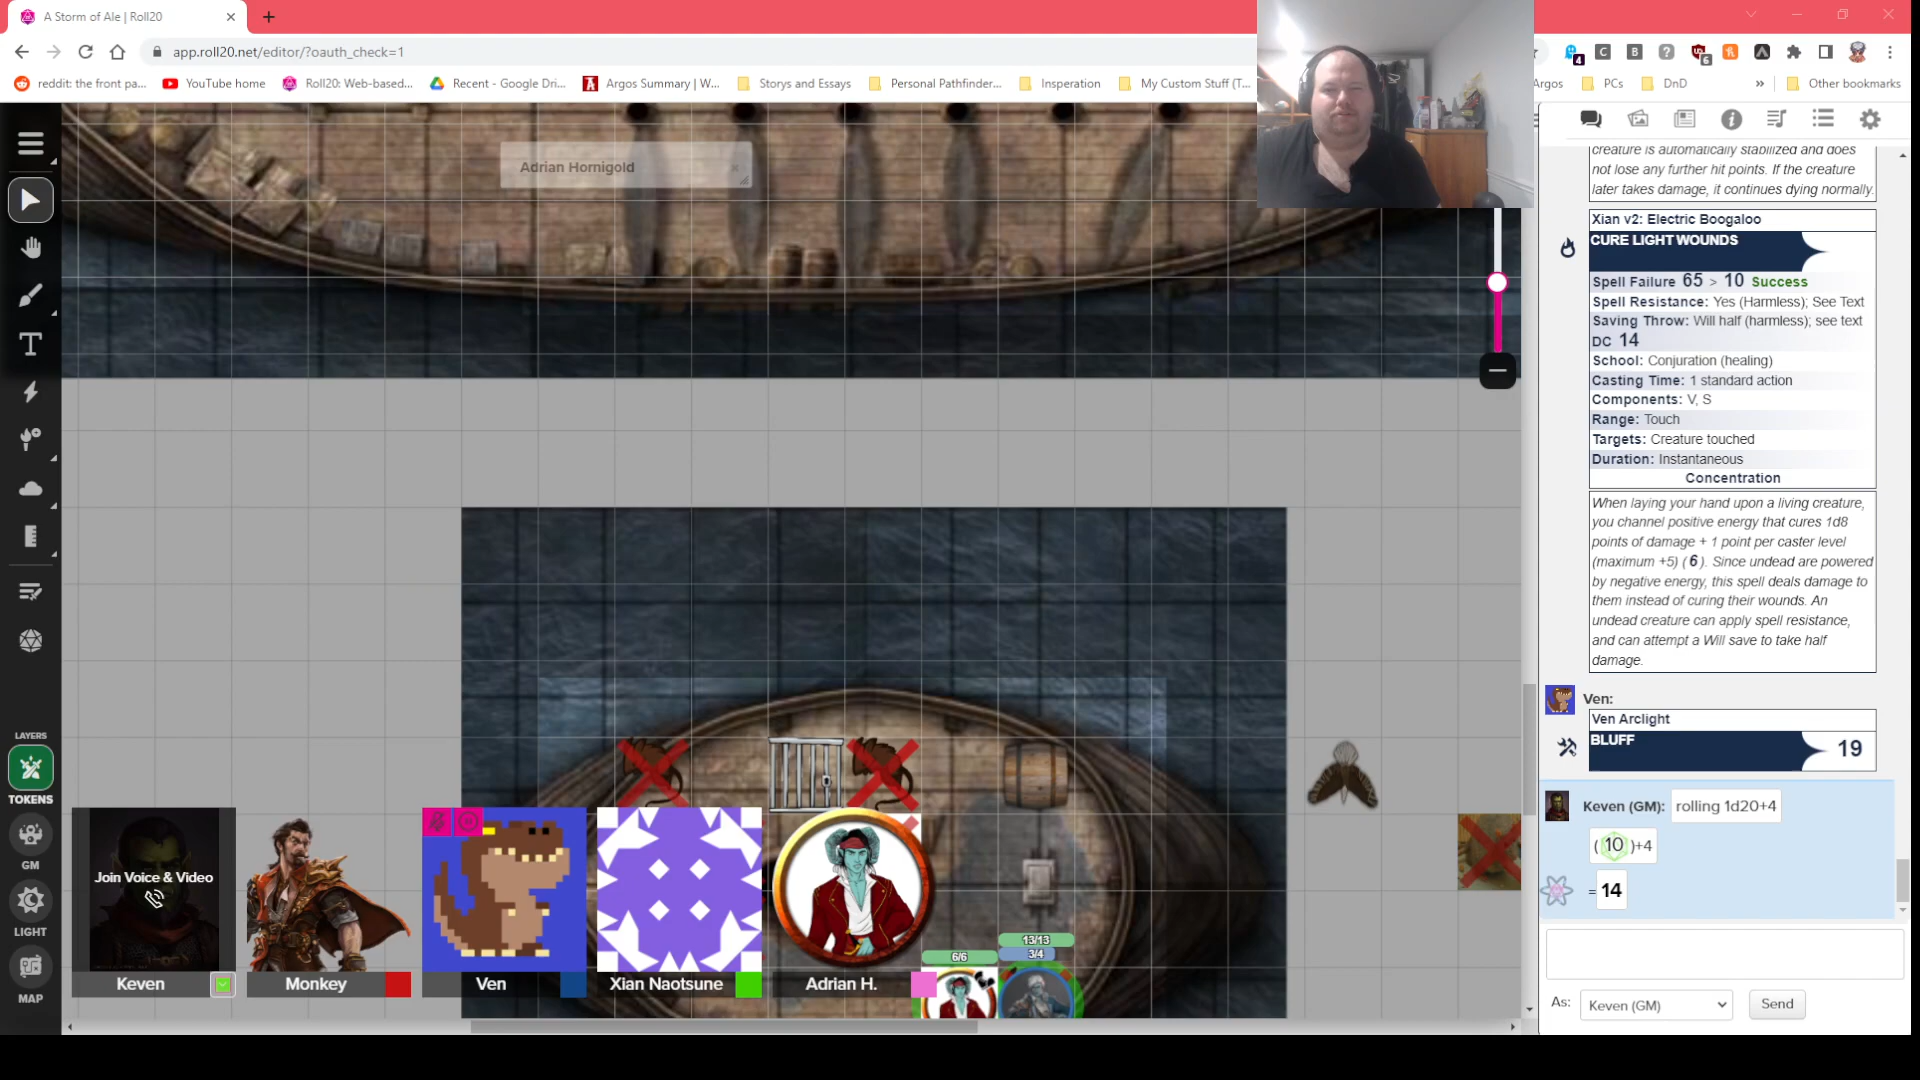 A Storm of Ale | Roll20
app.roll20.net/editor/?oauth_check=1
reddit: the front pa...
YouTube home
Roll20: Web-based...
Recent - Google Dri...
Argos Summary | W...
Storys and Essays
Personal Pathfinder...
Insperation
My Custom Stuff (T...
Argos
PCs
DnD
»
Other bookmarks
4
6
Adrian Hornigold
creature is automatically stabilized and does
not lose any further hit points. If the creature
later takes damage, it continues dying normally.
Xian v2: Electric Boogaloo
CURE LIGHT WOUNDS
Spell Failure 65 > 10 Success
Spell Resistance: Yes (Harmless); See Text
Saving Throw: Will half (harmless); see text
DC 14
School: Conjuration (healing)
Casting Time: 1 standard action
Components: V, S
Range: Touch
Targets: Creature touched
Duration: Instantaneous
Concentration
When laying your hand upon a living creature,
you channel positive energy that cures 1d8
points of damage + 1 point per caster level
(maximum +5) (6). Since undead are powered
by negative energy, this spell deals damage to
them instead of curing their wounds. An
undead creature can apply spell resistance,
and can attempt a Will save to take half
damage.
Ven:
Ven Arclight
BLUFF 19
Keven (GM): rolling 1d20+4
(10)+4
=14
As: Keven (GM) Send
LAYERS
TOKENS
GM
LIGHT
MAP
Join Voice & Video
Keven
Monkey
Ven
Xian Naotsune
Adrian H.
6/6
13/13
3/4